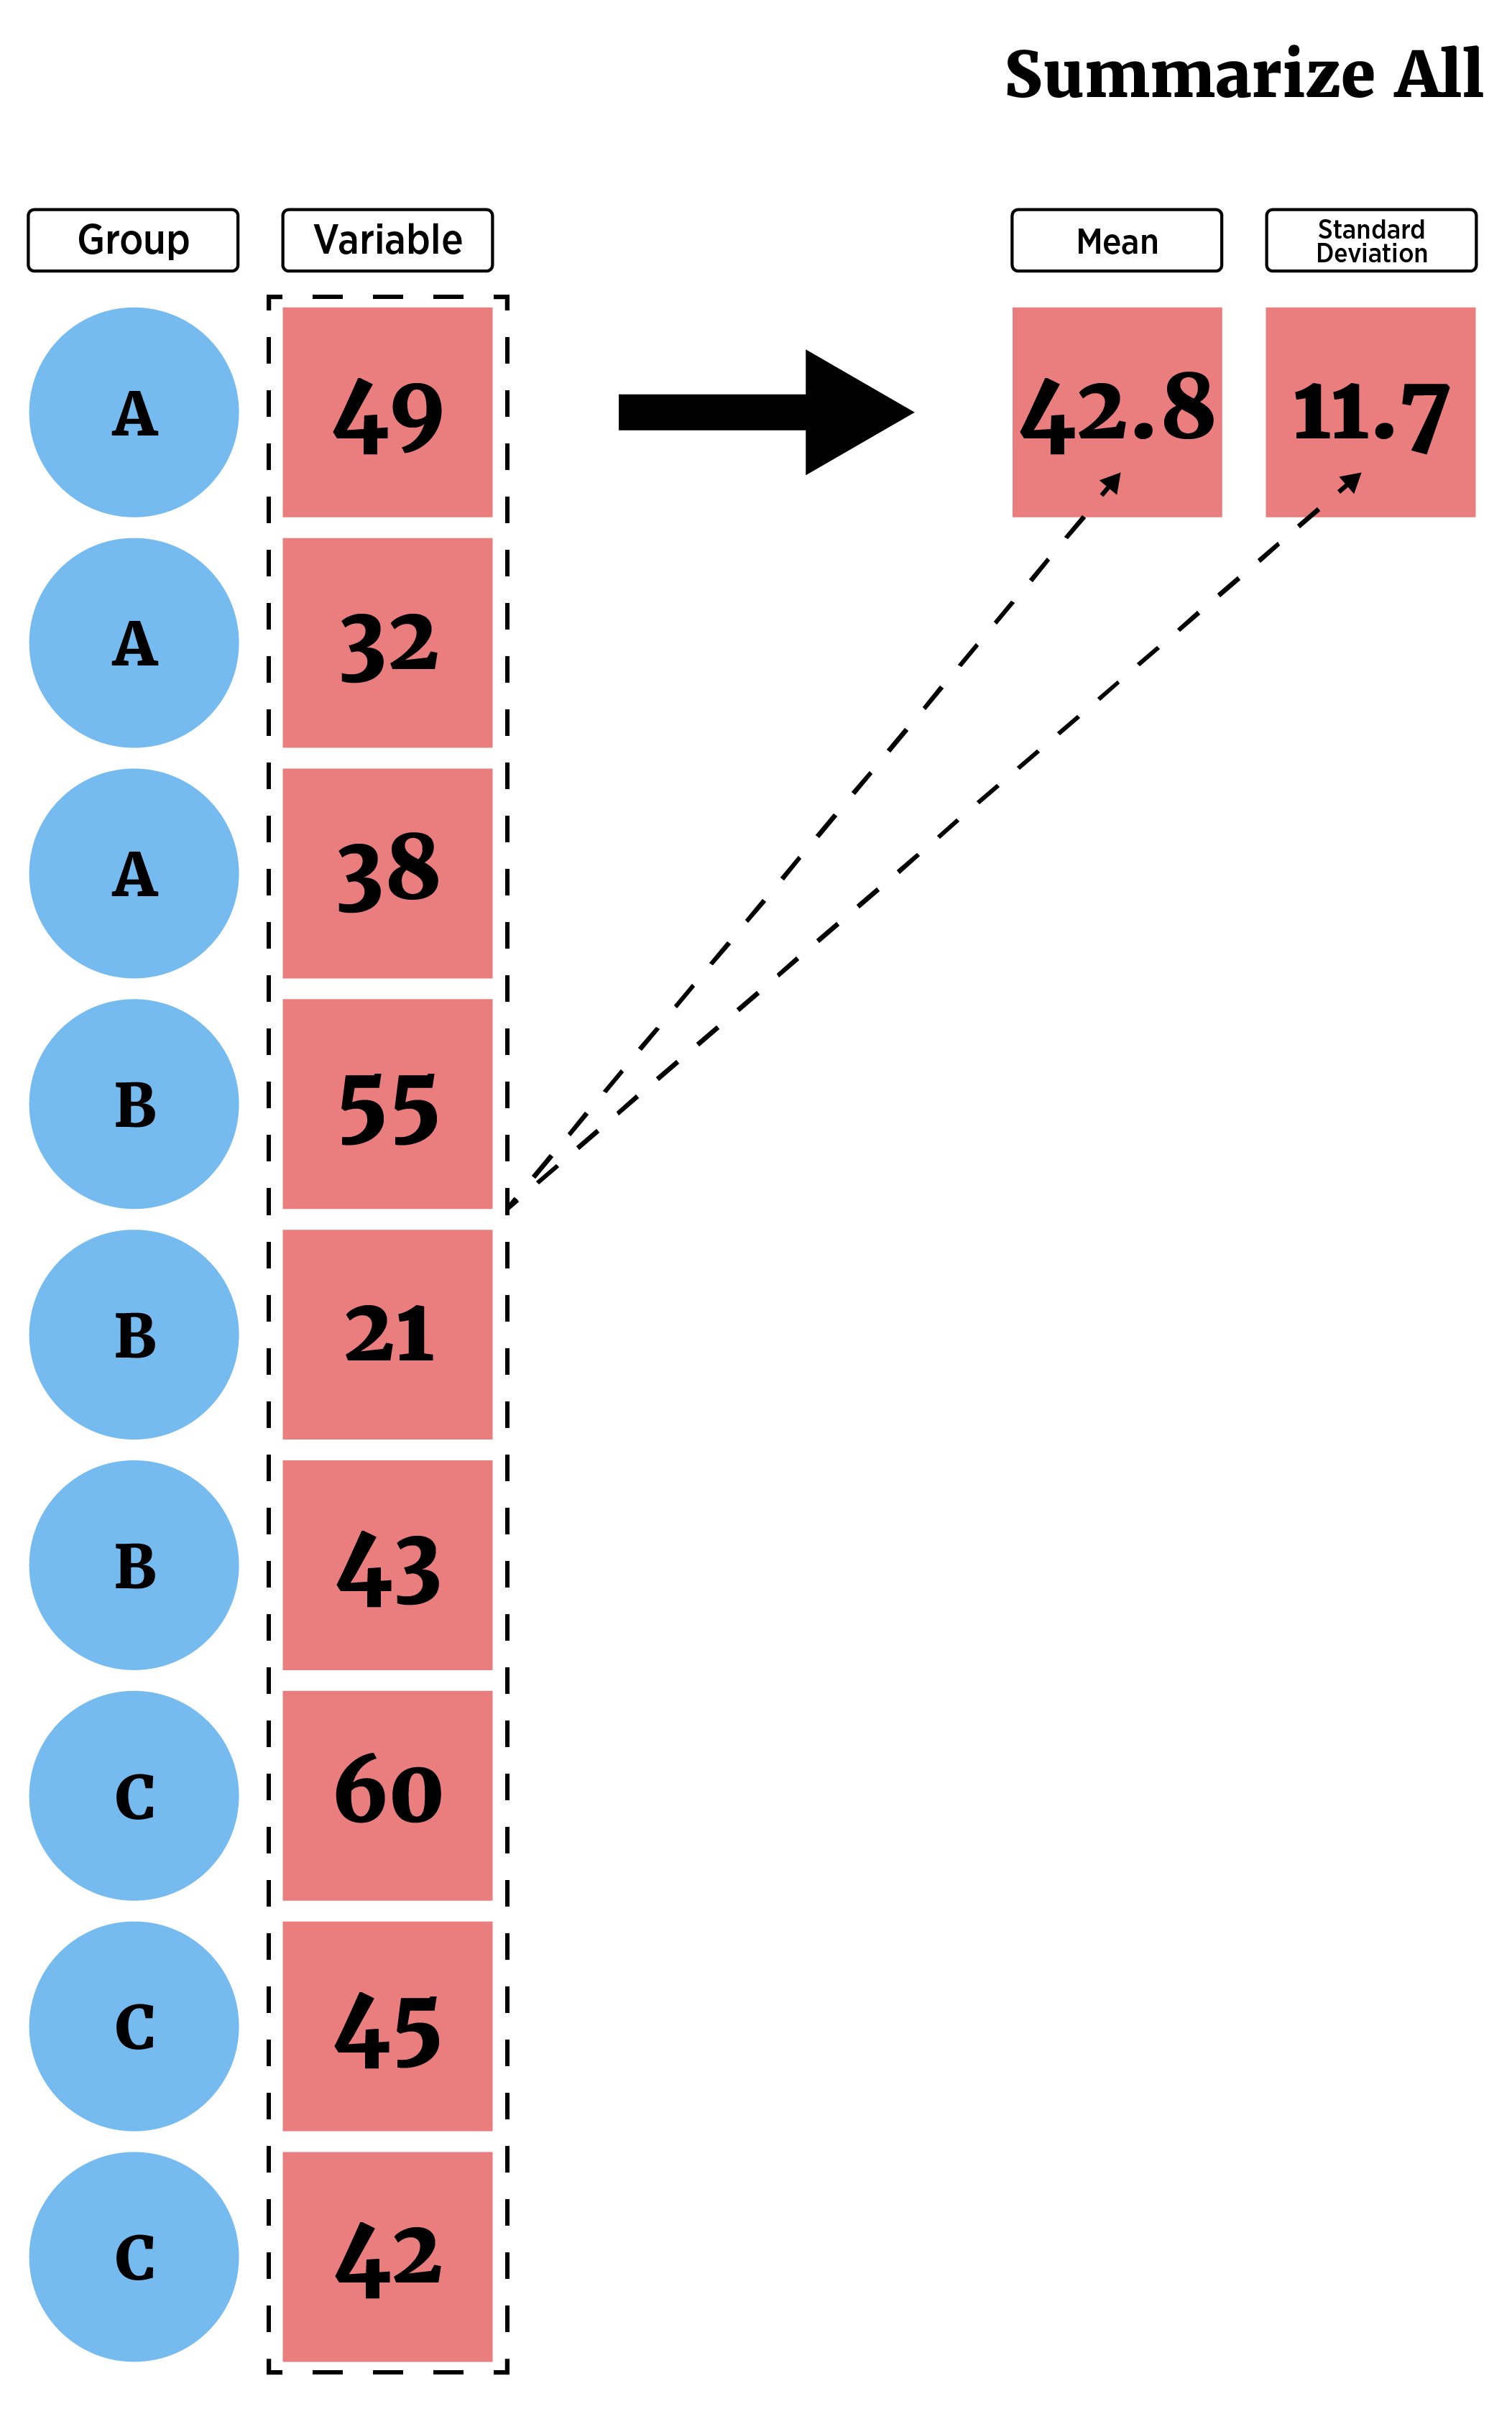 Summarize All
Group Variable Mean Standard
Deviation
A 49 42.8 11.7
A 32
A 38
B 55
B 21
B 43
C 60
C 45
C 42